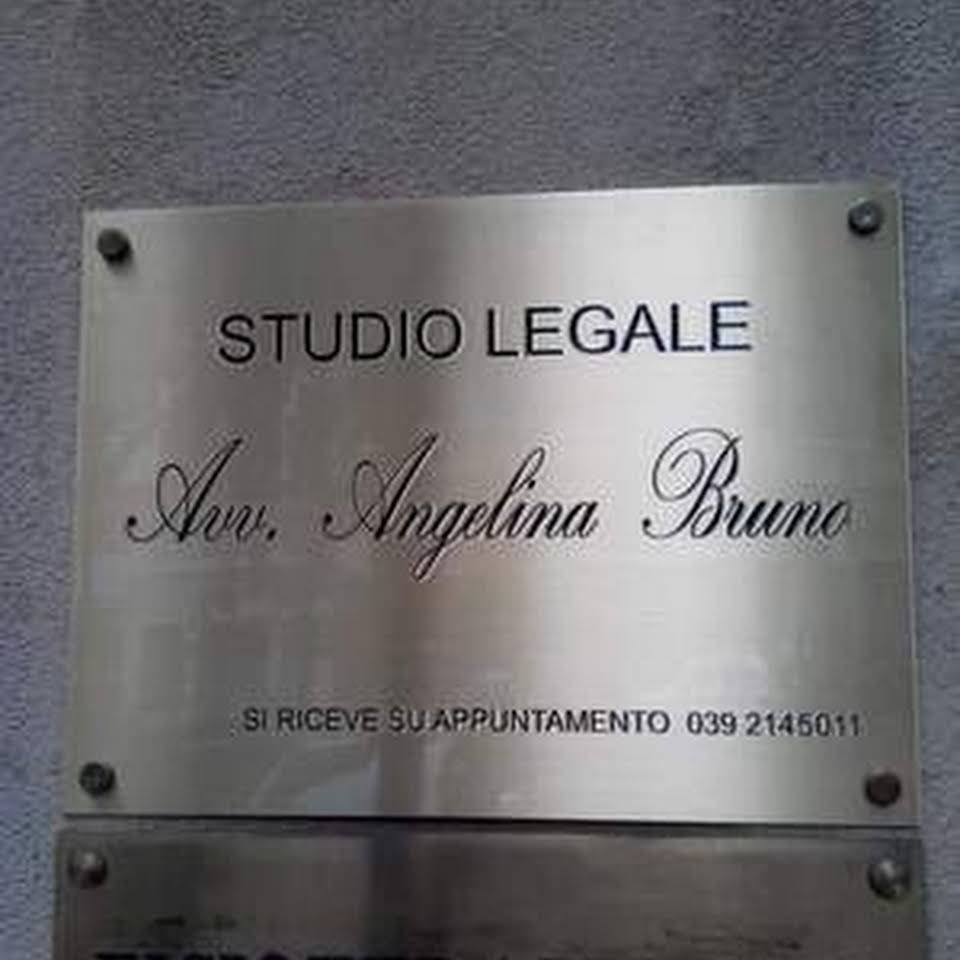 STUDIO LEGALE
Avv. Angelina Bruno
SI RICEVE SU APPUNTAMENTO 039 2145011